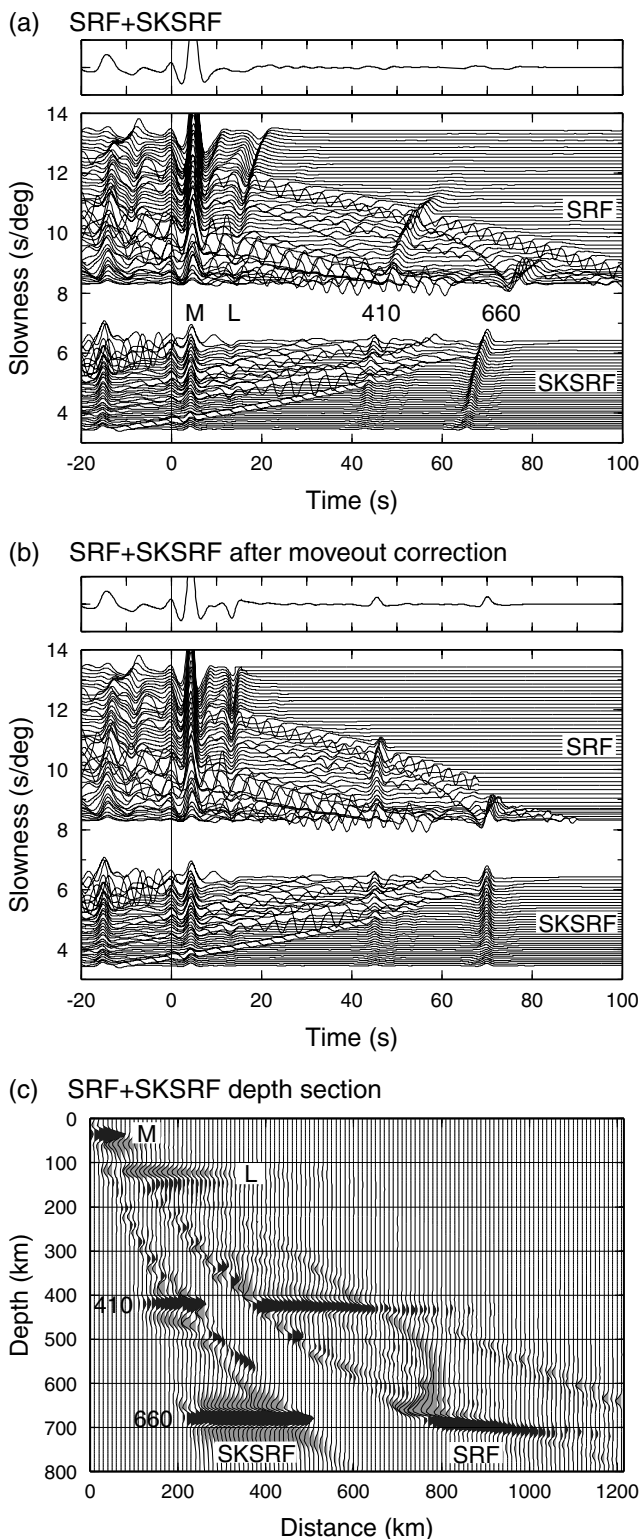 (a) SRF+SKSRF
14
12
10
8
6
4
Slowness (s/deg)
SRF
M L 410 660
SKSRF
-20 0 20 40 60 80 100
Time (s)
(b) SRF+SKSRF after moveout correction
14
12
10
8
6
4
Slowness (s/deg)
SRF
SKSRF
-20 0 20 40 60 80 100
Time (s)
(c) SRF+SKSRF depth section
0
100
200
300
400
500
600
700
800
Depth (km)
M
L
410
660
SKSRF SRF
0 200 400 600 800 1000 1200
Distance (km)